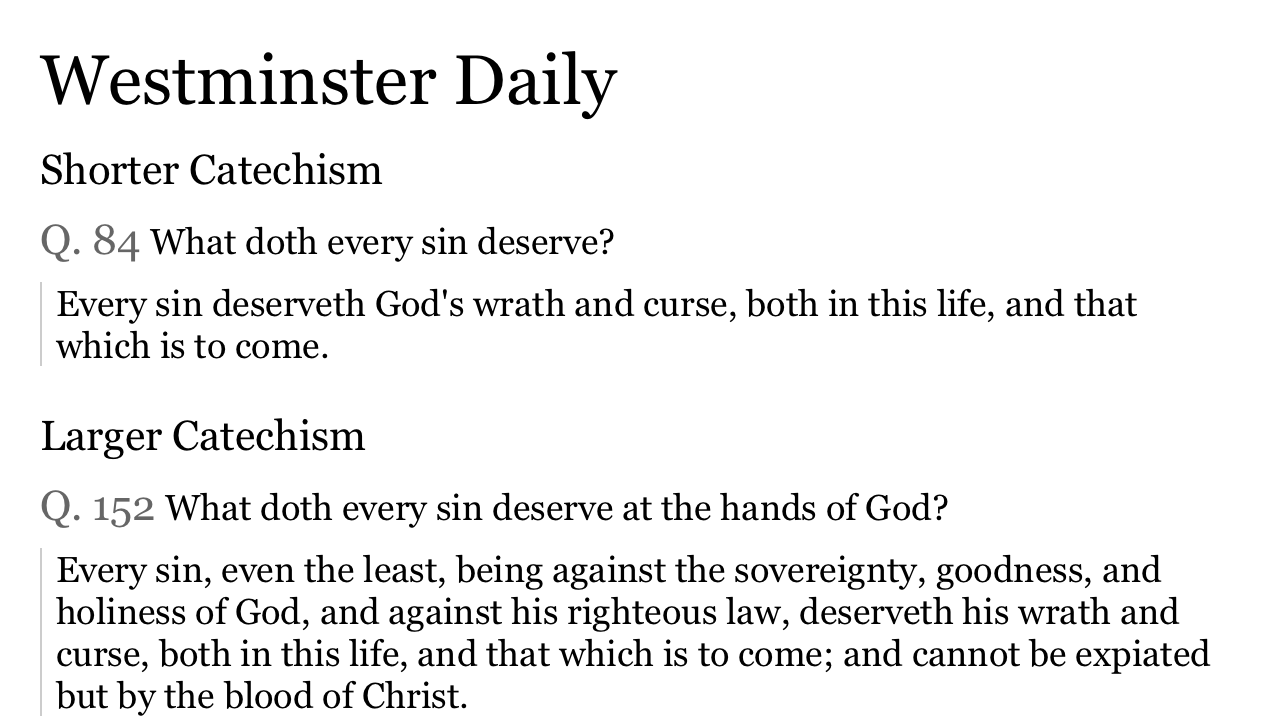 Westminster Daily
Shorter Catechism
Q. 84 What doth every sin deserve?
Every sin deserveth God's wrath and curse, both in this life, and that
which is to come.
Larger Catechism
Q. 152 What doth every sin deserve at the hands of God?
Every sin, even the least, being against the sovereignty, goodness, and
holiness of God, and against his righteous law, deserveth his wrath and
curse, both in this life, and that which is to come; and cannot be expiated
but by the blood of Christ.